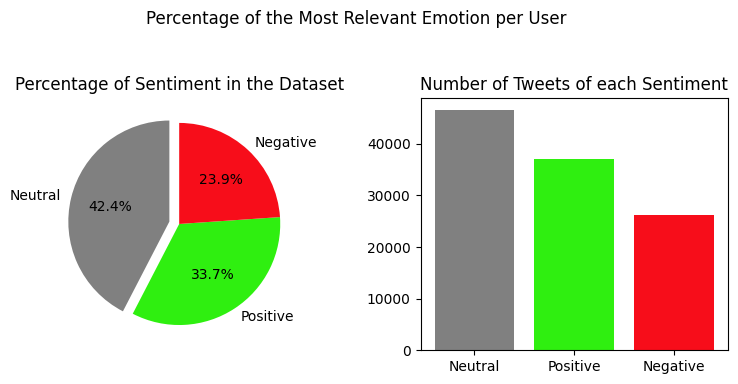 Percentage of the Most Relevant Emotion per User
Percentage of Sentiment in the Dataset
Negative
23.9%
Neutral
42.4%
33.7%
Positive
Number of Tweets of each Sentiment
40000
30000
20000
10000
0
Neutral Positive Negative